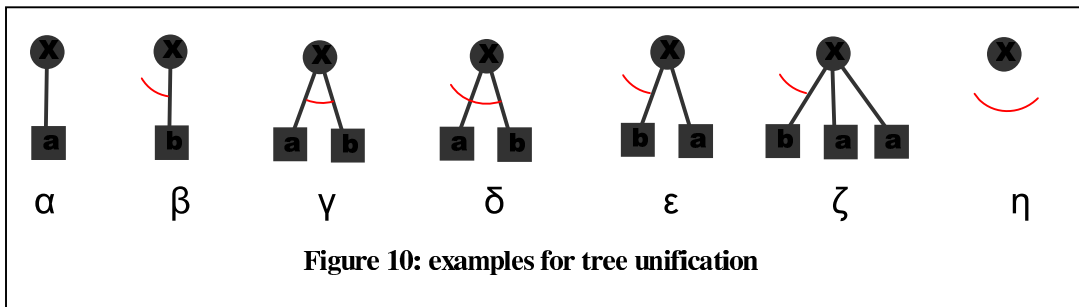 X X X X X X X
a b a b a b b a b a a
α β γ δ ε ζ η
Figure 10: examples for tree unification